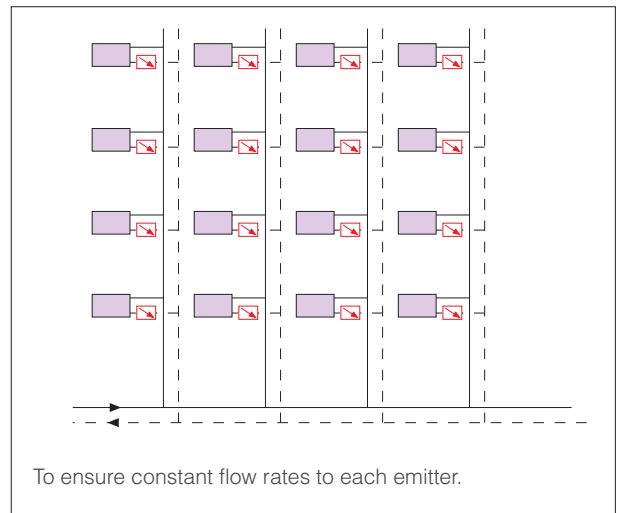 To ensure constant flow rates to each emitter.